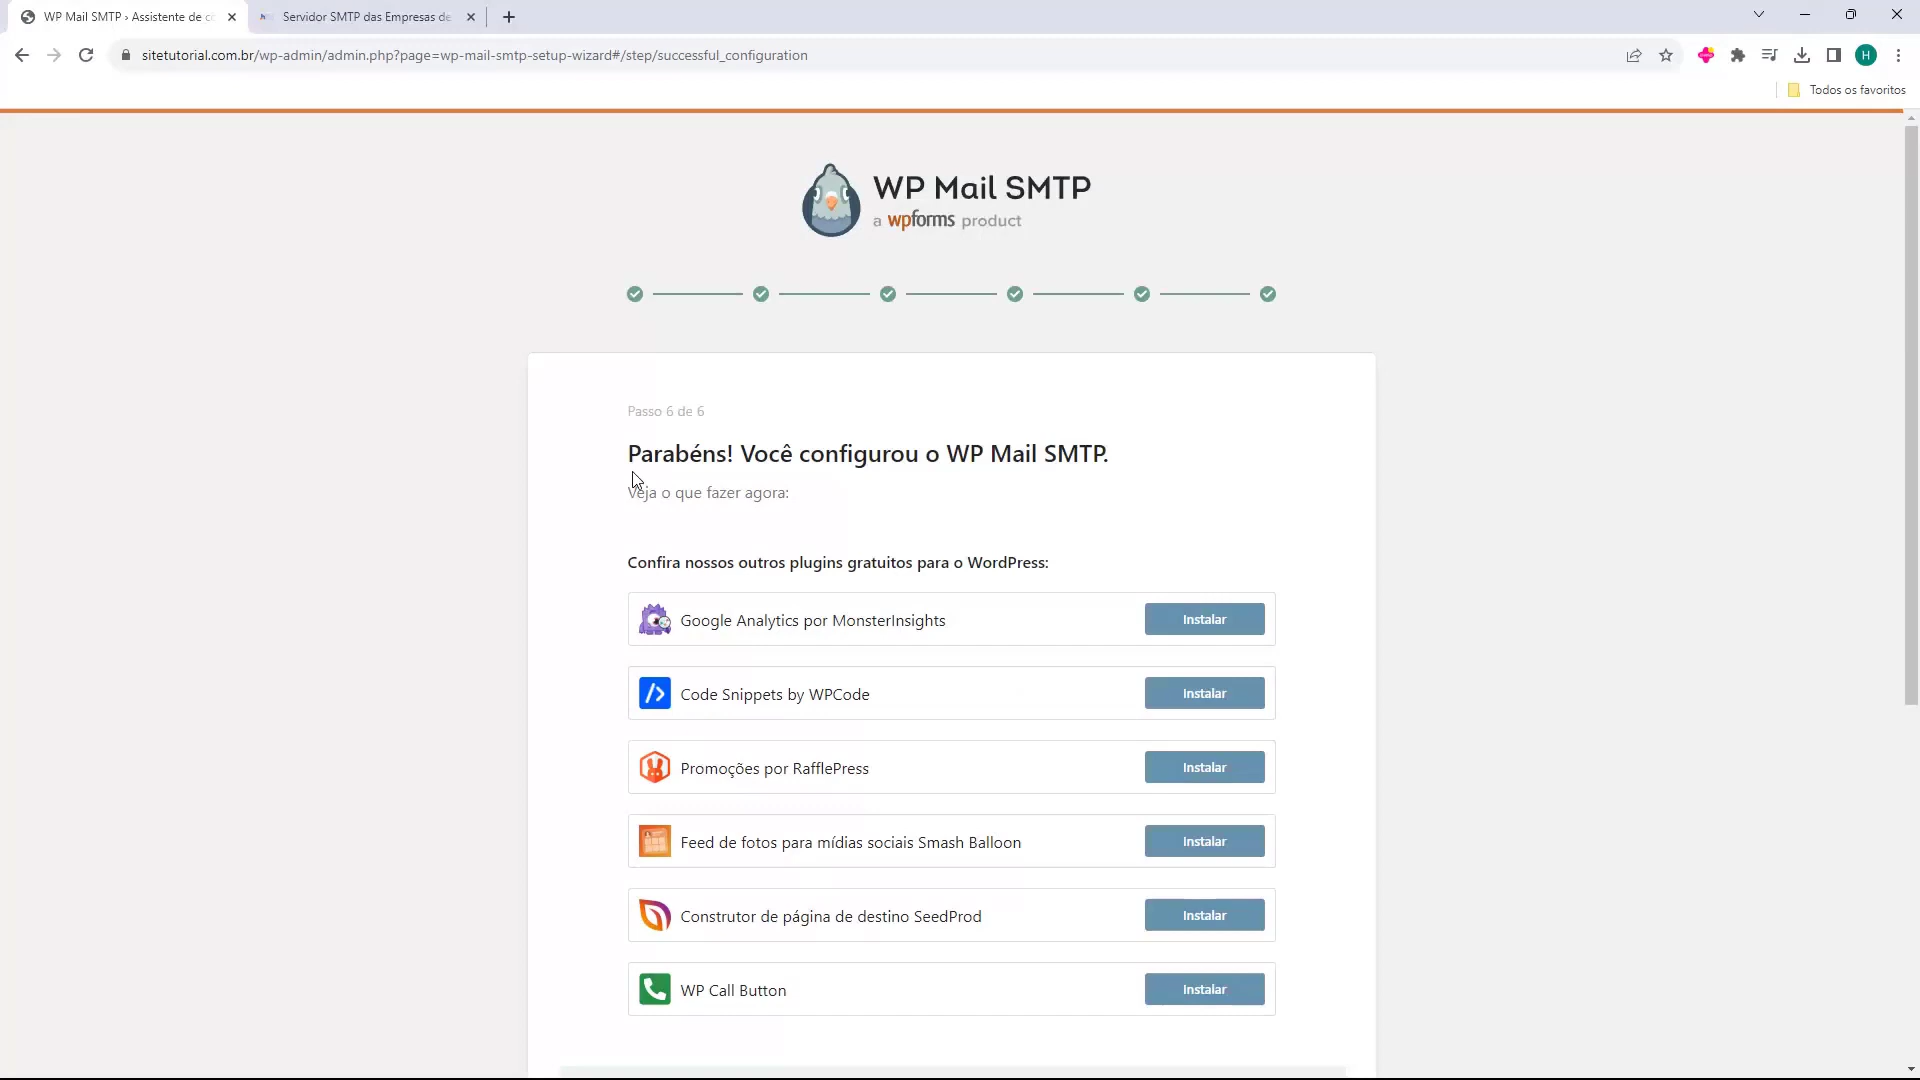 WP Mail SMTP › Assistente de
Servidor SMTP das Empresas de
sitetutorial.com.br/wp-admin/admin.php?page=wp-mail-smtp-setup-wizard#/step/successful_configuration
H
Todos os favoritos
WP Mail SMTP
a wpforms product
Passo 6 de 6
Parabéns! Você configurou o WP Mail SMTP.
Veja o que fazer agora:
Confira nossos outros plugins gratuitos para o WordPress:
Google Analytics por MonsterInsights
Instalar
Code Snippets by WPCode
Instalar
Promoções por RafflePress
Instalar
Feed de fotos para mídias sociais Smash Balloon
Instalar
Construtor de página de destino SeedProd
Instalar
WP Call Button
Instalar